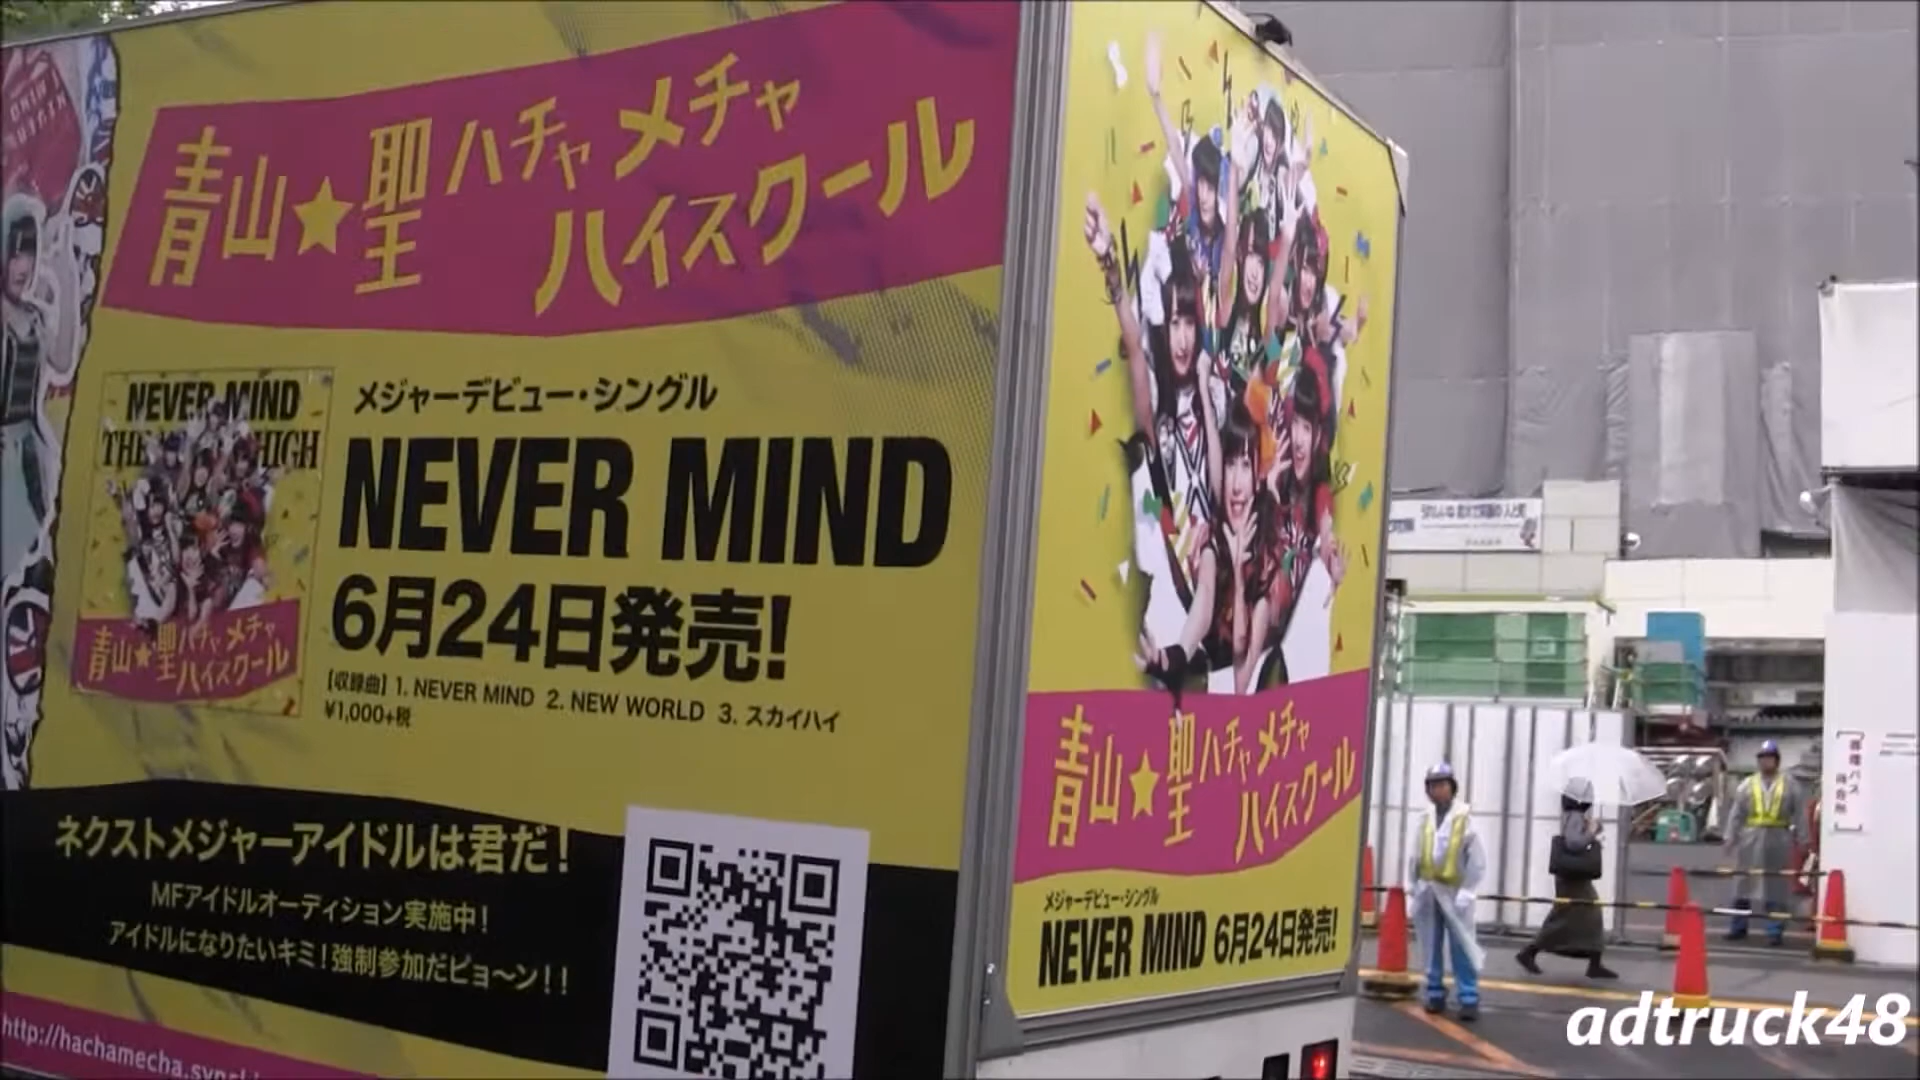 青山★聖ハチャメチャ
ハイスクール
NEVER MIND
THE HIGH
青山★聖ハチャメチャ
ハイスクール
メジャーデビュー・シングル
NEVER MIND
6月24日発売!
【収録曲】1. NEVER MIND 2. NEW WORLD 3. スカイハイ
¥1,000+税
ネクストメジャーアイドルは君だ!
MFアイドルオーディション実施中!
アイドルになりたいキミ!強制参加だピョ〜ン!!
http://hachamecha.
青山★聖ハチャメチャ
ハイスクール
メジャーデビュー・シングル
NEVER MIND 6月24日発売!
adtruck48